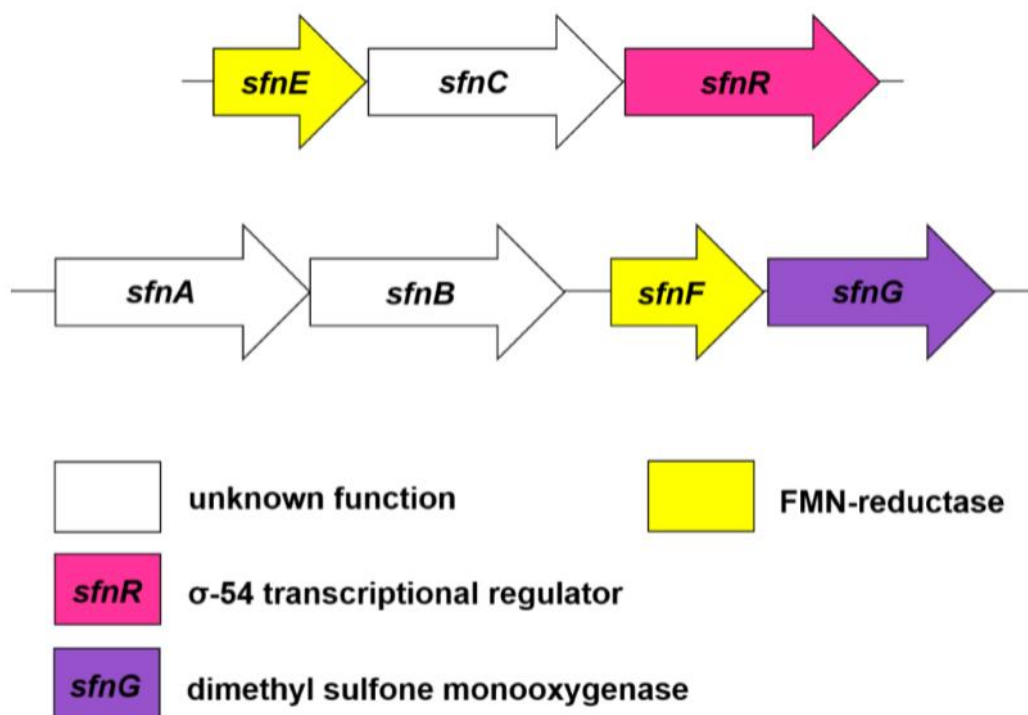 sfnE sfnC sfnR
sfnA sfnB sfnF sfnG
unknown function FMN-reductase
sfnR σ-54 transcriptional regulator
sfnG dimethyl sulfone monooxygenase